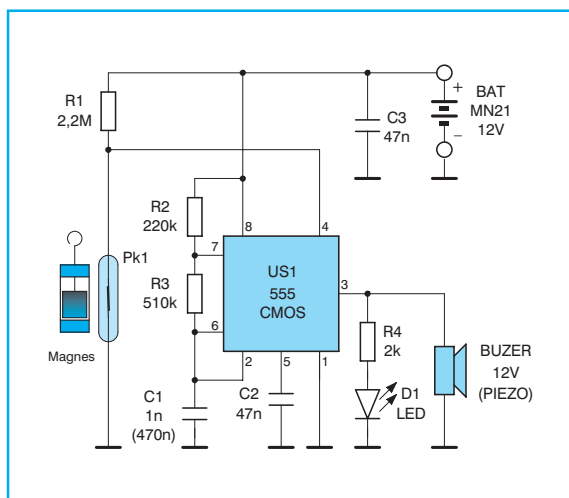 R1
2,2M
+
BAT
MN21
12V
−
C3
47n
R2
220k
8
4
7
Pk1
US1
555
CMOS
3
R3
510k
6
Magnes
2
5
1
R4
2k
BUZER
12V
(PIEZO)
C1
1n
(470n)
C2
47n
D1
LED